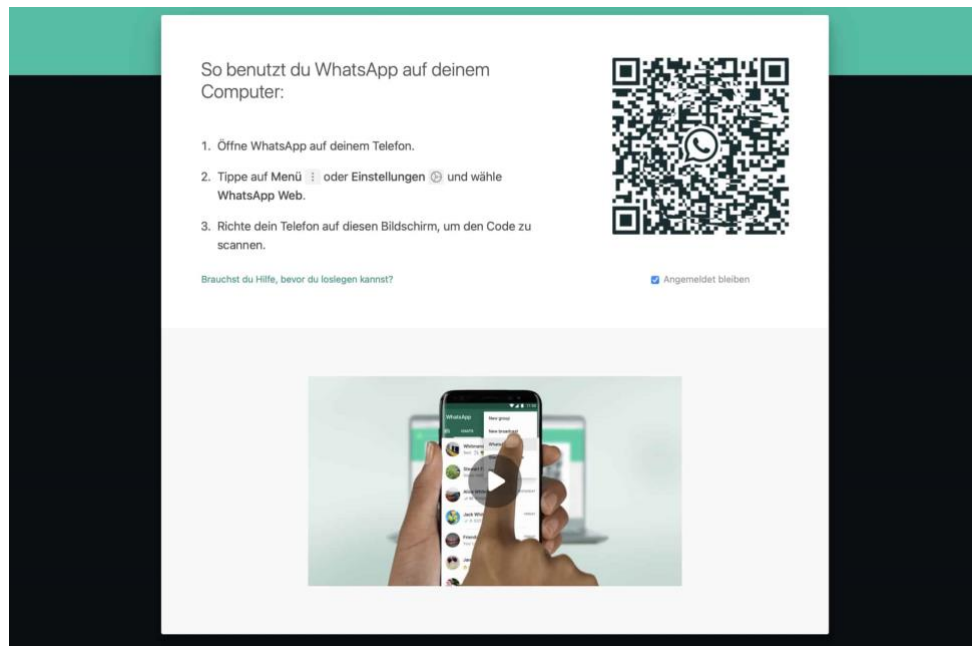 So benutzt du WhatsApp auf deinem
Computer:
1. Öffne WhatsApp auf deinem Telefon.
2. Tippe auf Menü oder Einstellungen und wähle
WhatsApp Web.
3. Richte dein Telefon auf diesen Bildschirm, um den Code zu
scannen.
Brauchst du Hilfe, bevor du loslegen kannst?
Angemeldet bleiben
WhatsApp
New group
New broadcast
Jack